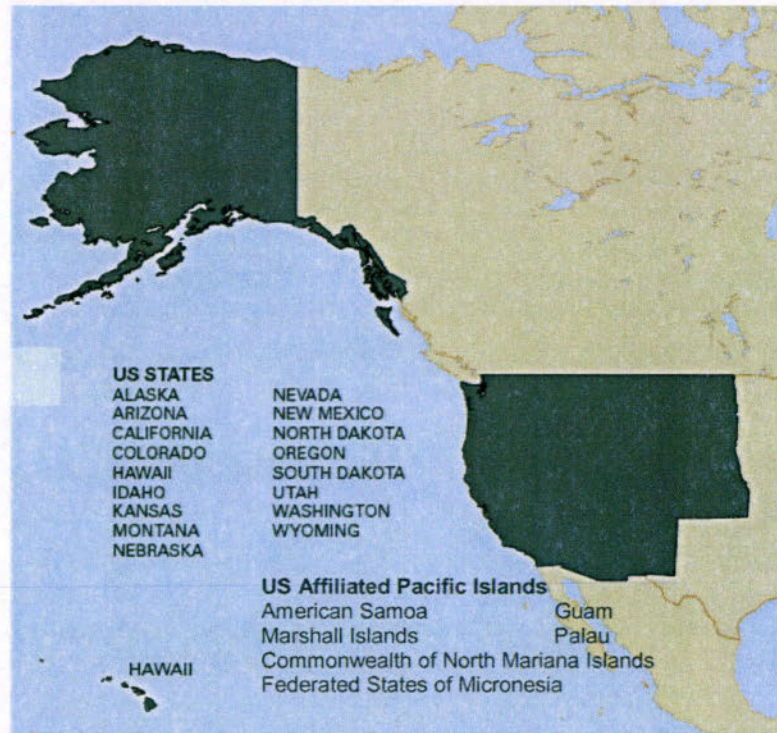 US STATES
ALASKA
ARIZONA
CALIFORNIA
COLORADO
HAWAII
IDAHO
KANSAS
MONTANA
NEBRASKA
NEVADA
NEW MEXICO
NORTH DAKOTA
OREGON
SOUTH DAKOTA
UTAH
WASHINGTON
WYOMING
US Affiliated Pacific Islands
American Samoa Guam
Marshall Islands Palau
Commonwealth of North Mariana Islands
Federated States of Micronesia
HAWAII